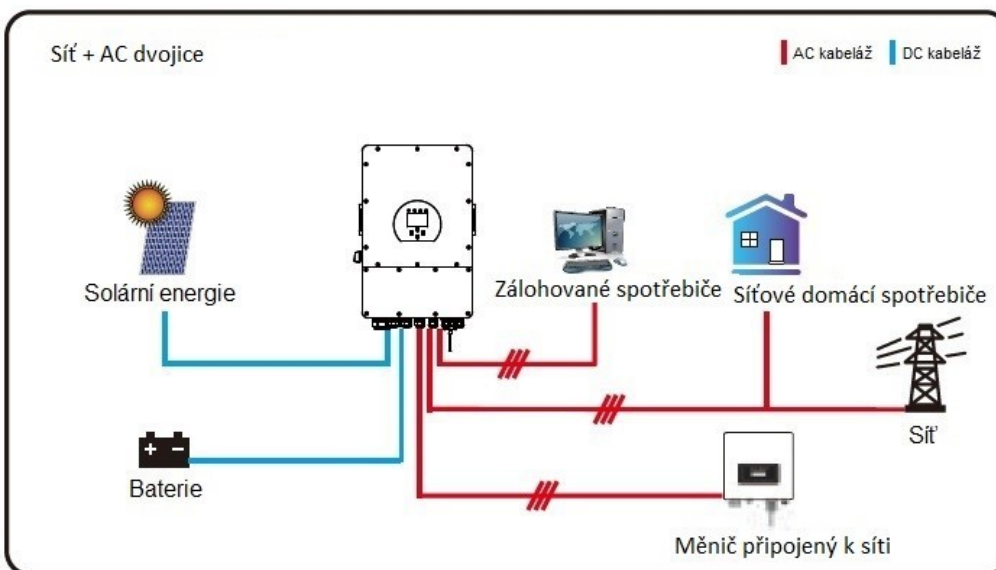 Síť + AC dvojice
AC kabeláž
DC kabeláž
Solární energie
Zálohované spotřebiče
Síťové domácí spotřebiče
Síť
Baterie
Měnič připojený k síti